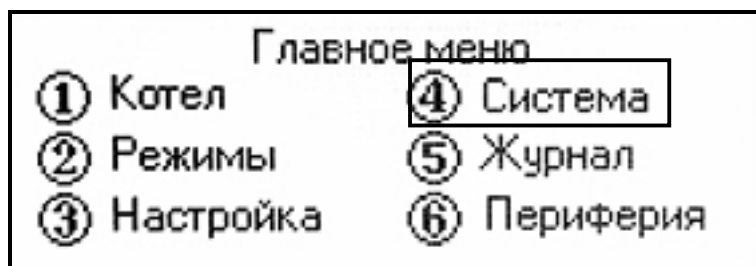 Главное меню
① Котел ④ Система
② Режимы ⑤ Журнал
③ Настройка ⑥ Периферия